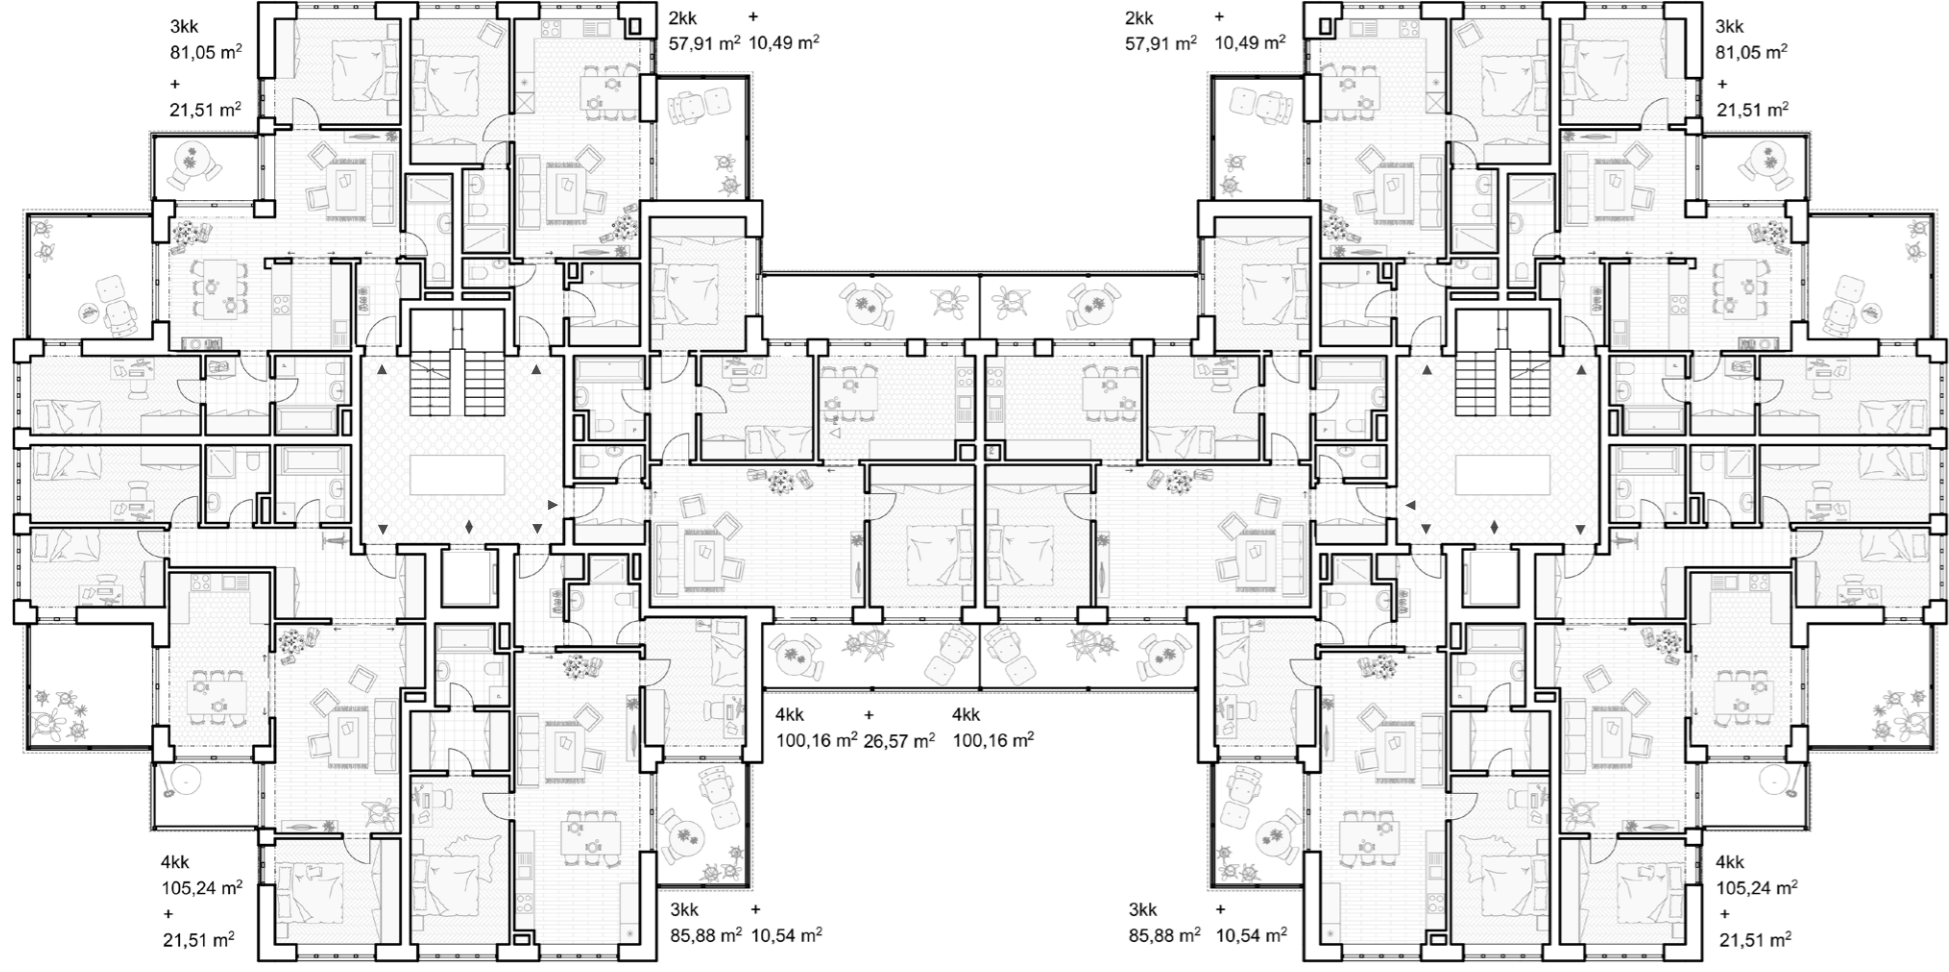 3kk
81,05 m²
+
21,51 m²
2kk +
57,91 m² 10,49 m²
2kk +
57,91 m² 10,49 m²
3kk
81,05 m²
+
21,51 m²
4kk + 4kk
100,16 m² 26,57 m² 100,16 m²
4kk
105,24 m²
+
21,51 m²
3kk +
85,88 m² 10,54 m²
3kk +
85,88 m² 10,54 m²
4kk
105,24 m²
+
21,51 m²